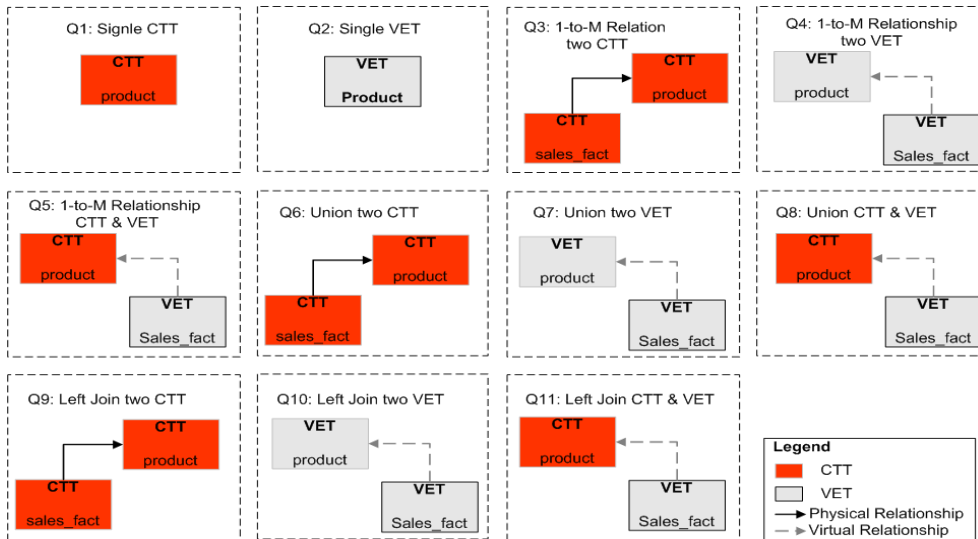 Q1: Signle CTT
CTT
product
Q2: Single VET
VET
Product
Q3: 1-to-M Relation
two CTT
CTT
product
CTT
sales_fact
Q4: 1-to-M Relationship
two VET
VET
product
VET
Sales_fact
Q5: 1-to-M Relationship
CTT & VET
CTT
product
VET
Sales_fact
Q6: Union two CTT
CTT
product
CTT
sales_fact
Q7: Union two VET
VET
product
VET
Sales_fact
Q8: Union CTT & VET
CTT
product
VET
Sales_fact
Q9: Left Join two CTT
CTT
product
CTT
sales_fact
Q10: Left Join two VET
VET
product
VET
Sales_fact
Q11: Left Join CTT & VET
CTT
product
VET
Sales_fact
Legend
CTT
VET
Physical Relationship
Virtual Relationship